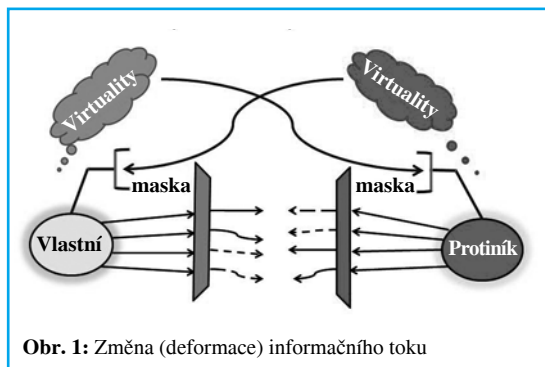 Virtuality
Virtuality
maska
maska
Vlastní
Protiník
Obr. 1: Změna (deformace) informačního toku